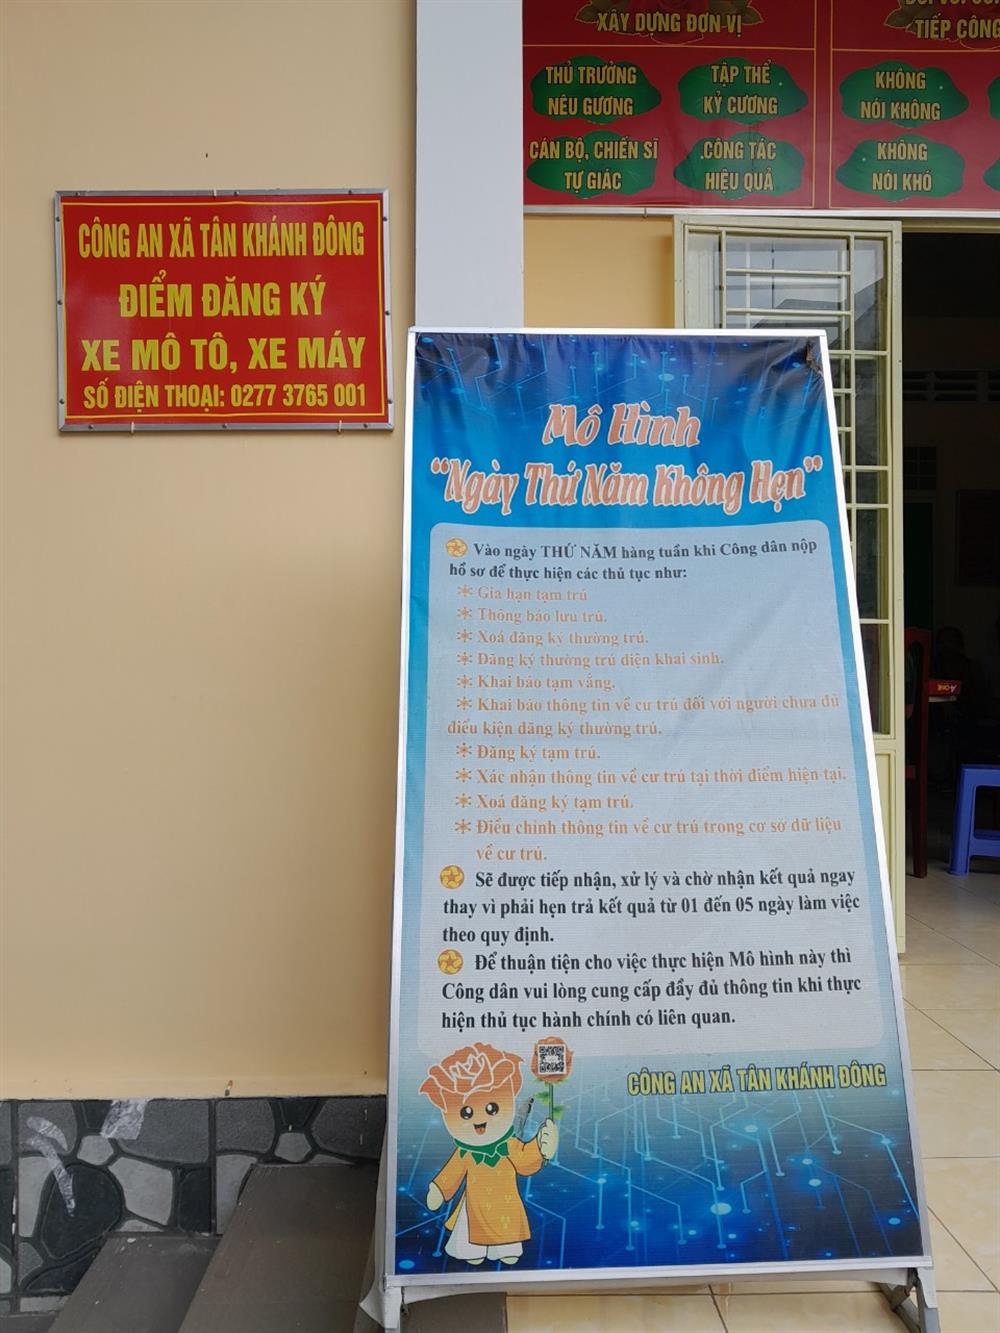 XÂY DỰNG ĐƠN VỊ
TIẾP CÔNG
THỦ TRƯỞNG
NÊU GƯƠNG
TẬP THỂ
KỶ CƯƠNG
KHÔNG
NÓI KHÔNG
CÁN BỘ, CHIẾN SĨ
TỰ GIÁC
CÔNG TÁC
HIỆU QUẢ
KHÔNG
NÓI KHÓ
CÔNG AN XÃ TÂN KHÁNH ĐÔNG
ĐIỂM ĐĂNG KÝ
XE MÔ TÔ, XE MÁY
SỐ ĐIỆN THOẠI: 0277 3765 001
Mô Hình
“Ngày Thứ Năm Không Hẹn”
Vào ngày THỨ NĂM hàng tuần khi Công dân nộp
hồ sơ để thực hiện các thủ tục như:
Gia hạn tạm trú
Thông báo lưu trú.
Xoá đăng ký thường trú.
Đăng ký thường trú diện khai sinh.
Khai báo tạm vắng.
Khai báo thông tin về cư trú đối với người chưa đủ
điều kiện đăng ký thường trú.
Đăng ký tạm trú.
Xác nhận thông tin về cư trú tại thời điểm hiện tại.
Xoá đăng ký tạm trú.
Điều chỉnh thông tin về cư trú trong cơ sở dữ liệu
về cư trú.
Sẽ được tiếp nhận, xử lý và chờ nhận kết quả ngay
thay vì phải hẹn trả kết quả từ 01 đến 05 ngày làm việc
theo quy định.
Để thuận tiện cho việc thực hiện Mô hình này thì
Công dân vui lòng cung cấp đầy đủ thông tin khi thực
hiện thủ tục hành chính có liên quan.
CÔNG AN XÃ TÂN KHÁNH ĐÔNG